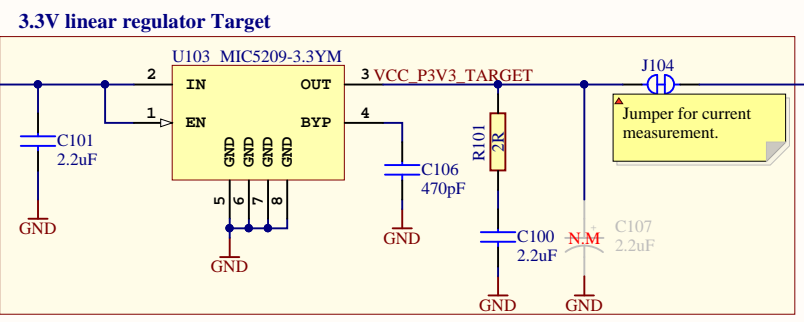 3.3V linear regulator Target
U103 MIC5209-3.3YM
2 IN OUT 3 VCC_P3V3_TARGET
J104
1 EN BYP 4
Jumper for current
measurement.
C101
2.2uF
GND GND GND GND
5 6 7 8
C106
470pF
R101
2R
C100
2.2uF
N.M
+
C107
2.2uF
GND
GND
GND
GND
GND